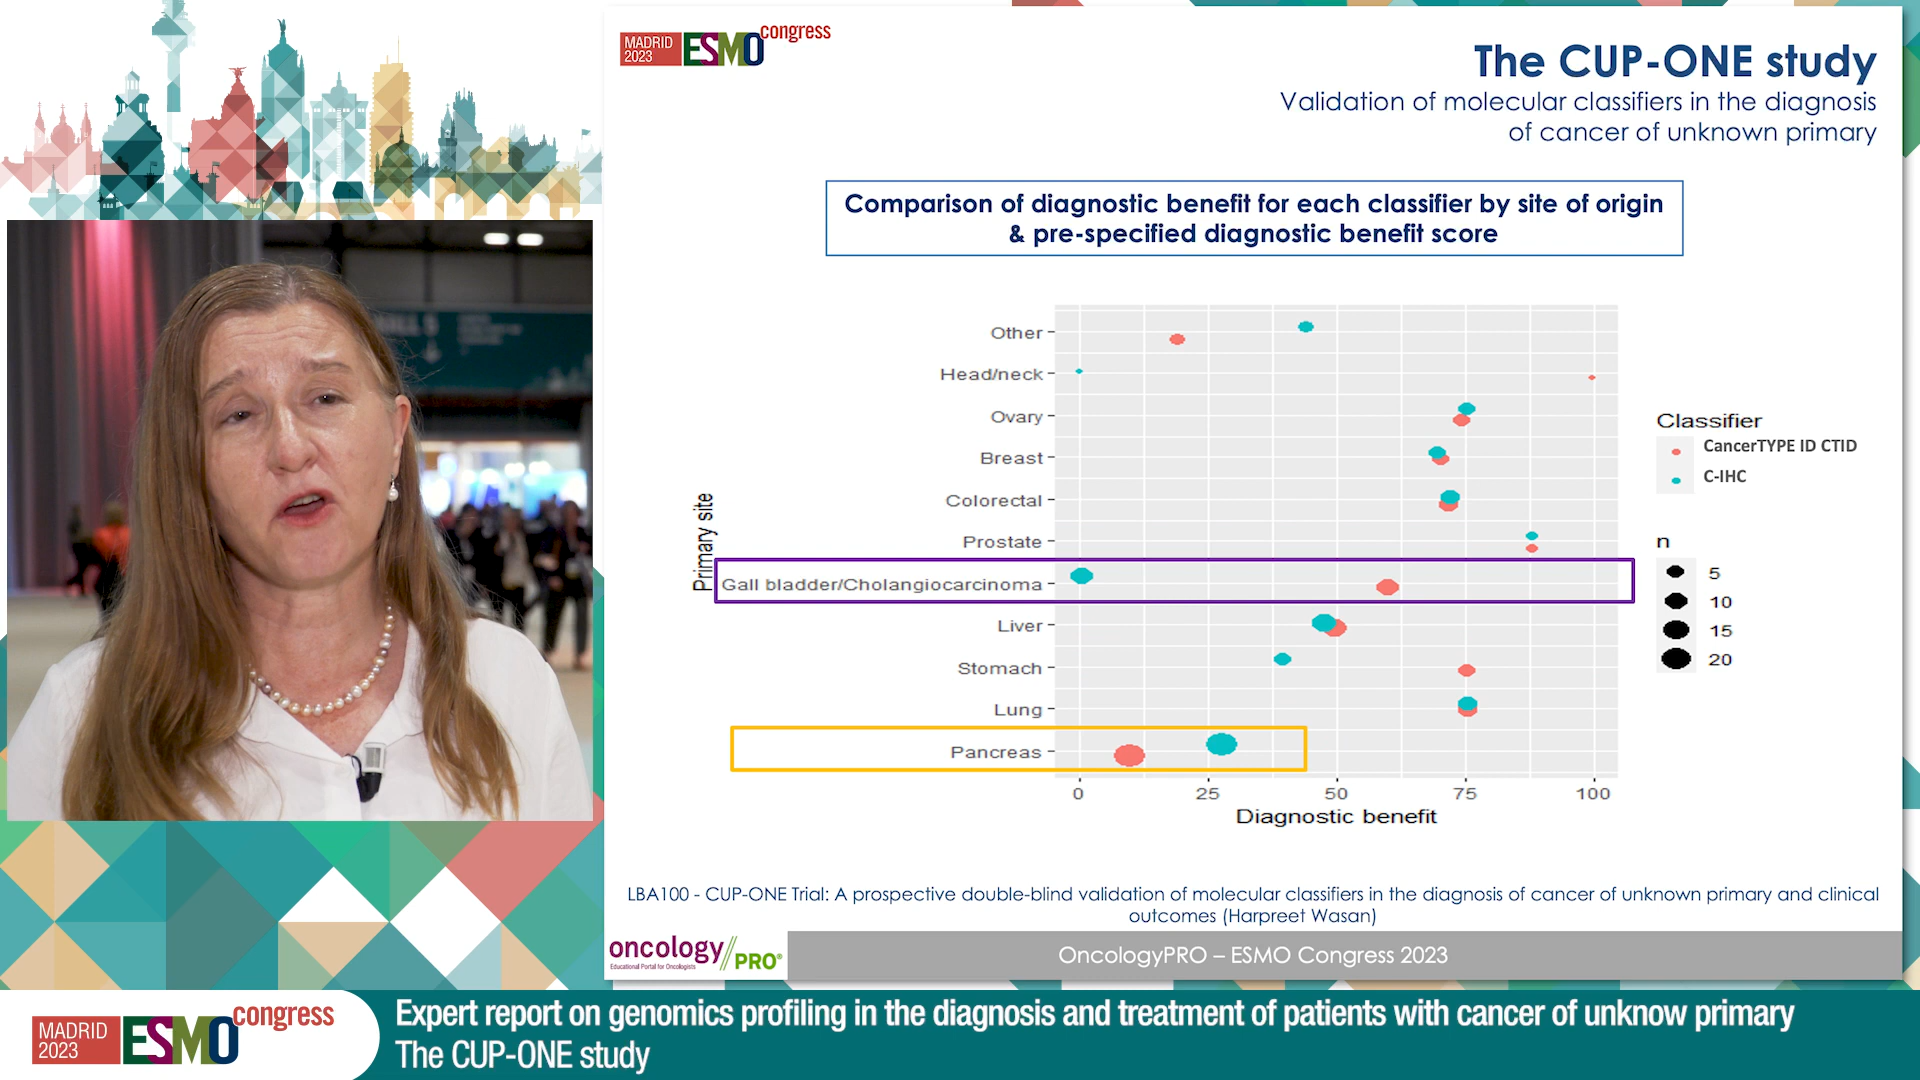 MADRID
2023
ESMO
congress
The CUP-ONE study
Validation of molecular classifiers in the diagnosis
of cancer of unknown primary
Comparison of diagnostic benefit for each classifier by site of origin
& pre-specified diagnostic benefit score
Primary site
Other
Head/neck
Ovary
Breast
Colorectal
Prostate
Gall bladder/Cholangiocarcinoma
Liver
Stomach
Lung
Pancreas
0 25 50 75 100
Diagnostic benefit
Classifier
CancerTYPE ID CTID
C-IHC
n
5
10
15
20
LBA100 - CUP-ONE Trial: A prospective double-blind validation of molecular classifiers in the diagnosis of cancer of unknown primary and clinical
outcomes (Harpreet Wasan)
oncology//PRO®
Educational Portal for Oncologists
OncologyPRO – ESMO Congress 2023
MADRID
2023
ESMO
congress
Expert report on genomics profiling in the diagnosis and treatment of patients with cancer of unknow primary
The CUP-ONE study